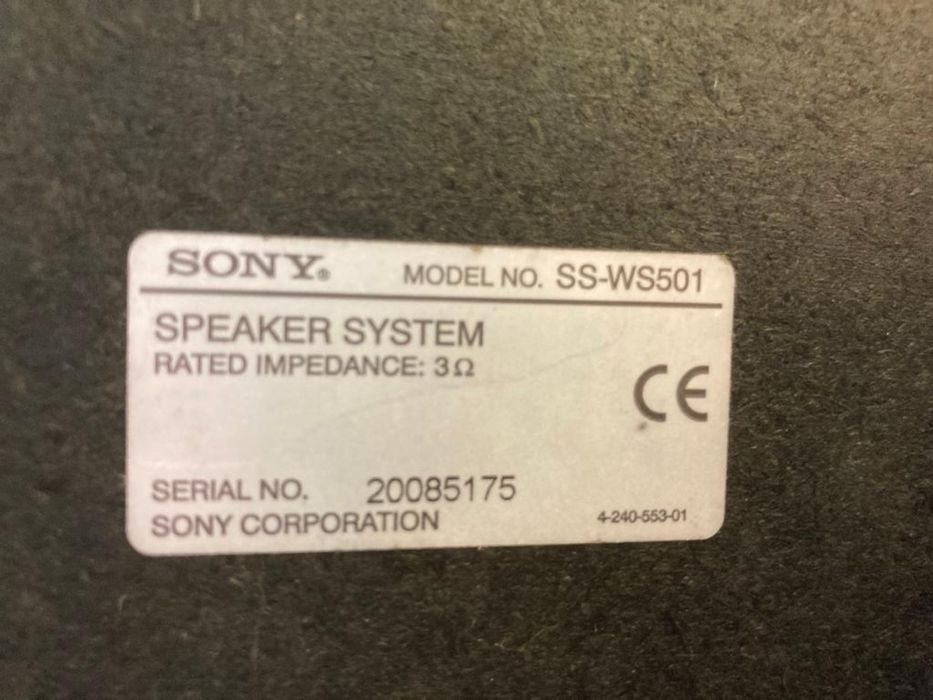 SONY®
MODEL NO. SS-WS501
SPEAKER SYSTEM
RATED IMPEDANCE: 3Ω
CE
SERIAL NO. 20085175
SONY CORPORATION
4-240-553-01